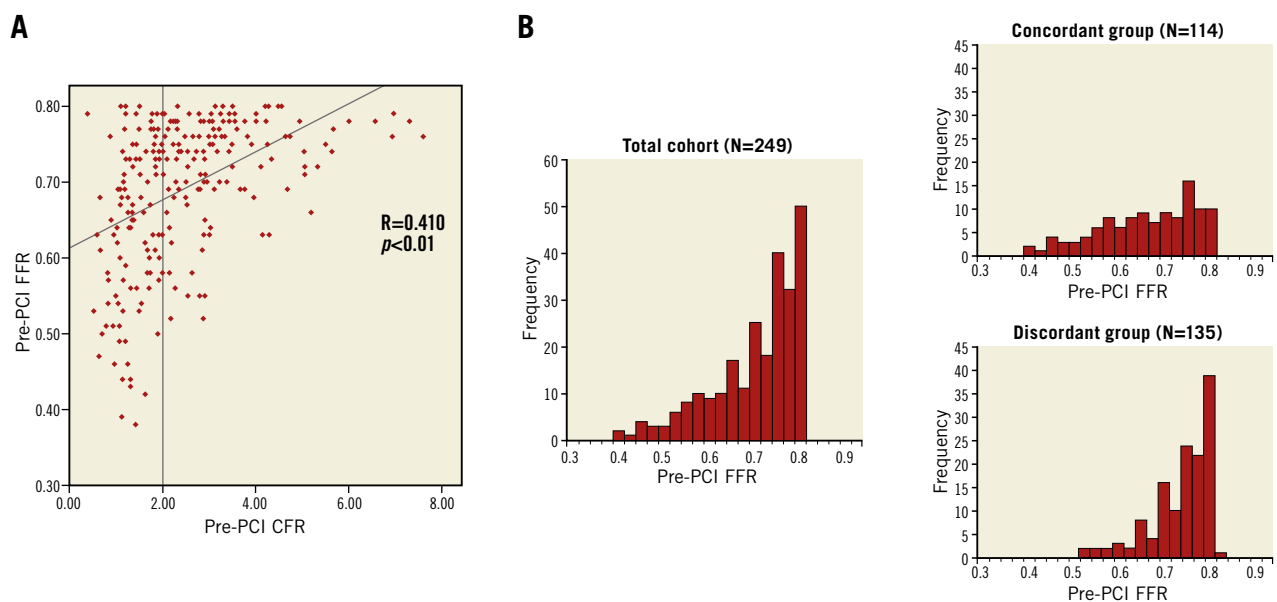 A
Pre-PCI FFR
0.80
0.70
0.60
0.50
0.40
0.30
0.00 2.00 4.00 6.00 8.00
Pre-PCI CFR
R=0.410
p<0.01
B
Total cohort (N=249)
Frequency
60
50
40
30
20
10
0
0.3 0.4 0.5 0.6 0.7 0.8 0.9
Pre-PCI FFR
Concordant group (N=114)
Frequency
45
40
35
30
25
20
15
10
5
0
0.3 0.4 0.5 0.6 0.7 0.8 0.9
Pre-PCI FFR
Discordant group (N=135)
Frequency
45
40
35
30
25
20
15
10
5
0
0.3 0.4 0.5 0.6 0.7 0.8 0.9
Pre-PCI FFR